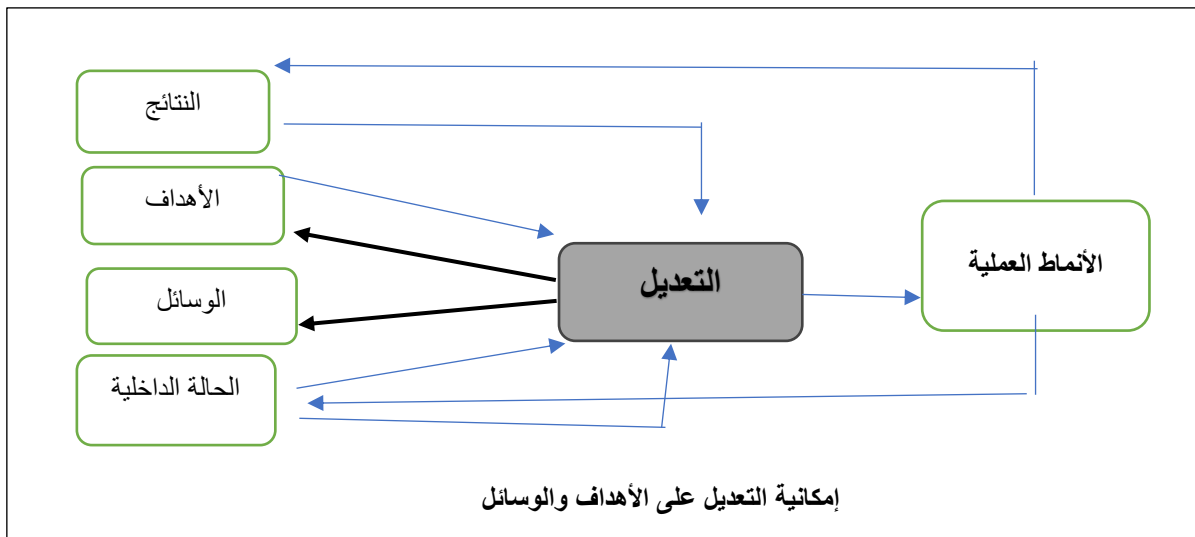 النتائج
الأهداف
التعديل
الأنماط العملية
الوسائل
الحالة الداخلية
إمكانية التعديل على الأهداف والوسائل